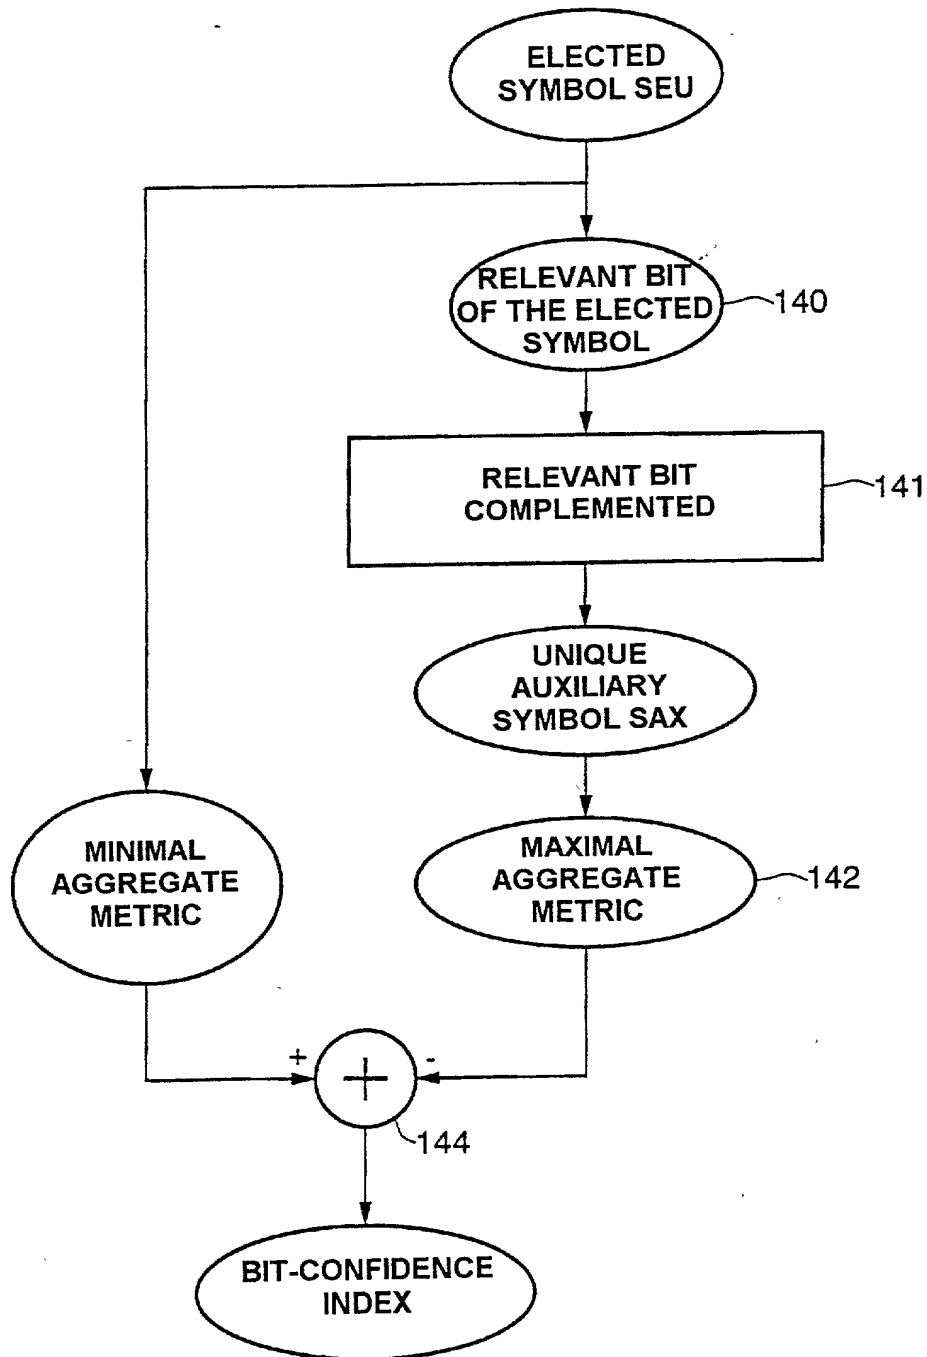 ELECTED
SYMBOL SEU
RELEVANT BIT
OF THE ELECTED
SYMBOL
140
RELEVANT BIT
COMPLEMENTED
141
UNIQUE
AUXILIARY
SYMBOL SAX
MINIMAL
AGGREGATE
METRIC
MAXIMAL
AGGREGATE
METRIC
142
+
-
+
144
BIT-CONFIDENCE
INDEX